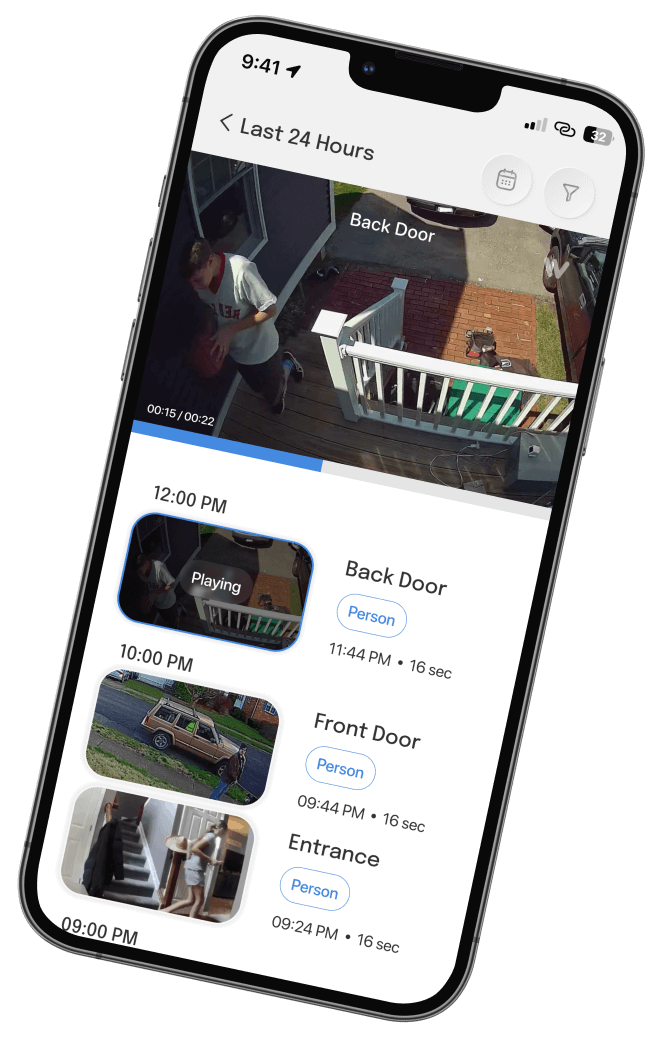 9:41
32
Last 24 Hours
Back Door
00:15 / 00:22
12:00 PM
Playing
Back Door
Person
11:44 PM • 16 sec
10:00 PM
Front Door
Person
09:44 PM • 16 sec
Entrance
Person
09:24 PM • 16 sec
09:00 PM